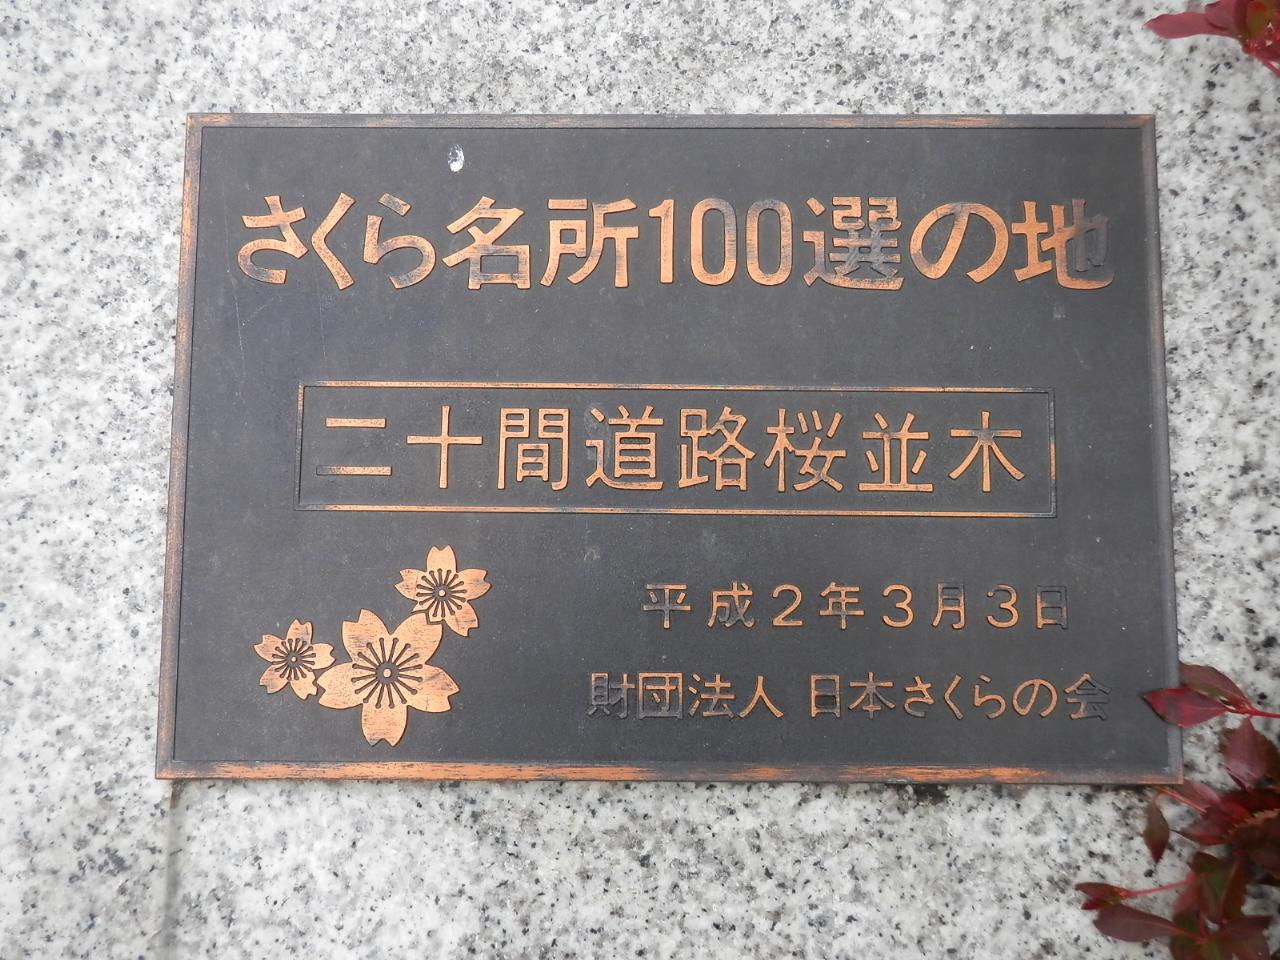 さくら名所100選の地
二十間道路桜並木
平成2年3月3日
財団法人 日本さくらの会